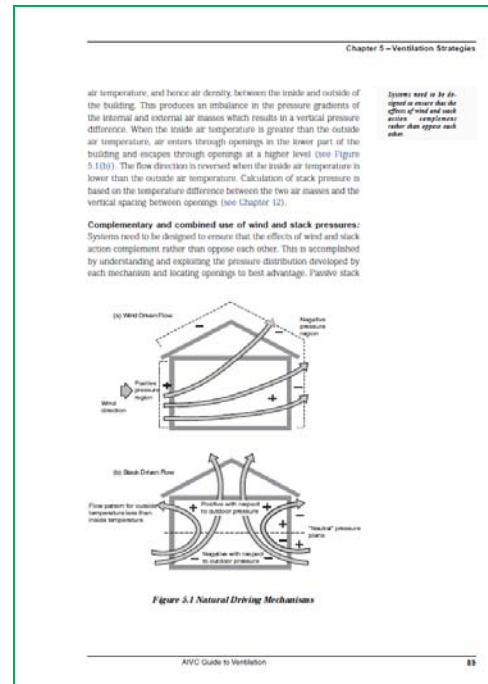 Chapter 5 – Ventilation Strategies
air temperature, and hence air density, between the inside and outside of
the building. This produces an imbalance in the pressure gradients of
the internal and external air masses which results in a vertical pressure
difference. When the inside air temperature is greater than the outside
air temperature, air enters through openings in the lower part of the
building and escapes through openings at a higher level (see Figure
5.1(b)). The flow direction is reversed when the inside air temperature is
lower than the outside air temperature. Calculation of stack pressure is
based on the temperature difference between the two air masses and the
vertical spacing between openings (see Chapter 12).
Systems need to be de-
signed to ensure that the
effects of wind and stack
action complement
rather than oppose each
other.
Complementary and combined use of wind and stack pressures:
Systems need to be designed to ensure that the effects of wind and stack
action complement rather than oppose each other. This is accomplished
by understanding and exploiting the pressure distribution developed by
each mechanism and locating openings to best advantage. Passive stack
(a) Wind Driven Flow
Negative
pressure
region
Positive
pressure
region
Wind
direction
(b) Stack Driven Flow
Flow pattern for outside
temperature less than
inside temperature
Positive with respect
to outdoor pressure
"Neutral" pressure
plane
Negative with respect
to outdoor pressure
Figure 5.1 Natural Driving Mechanisms
AIVC Guide to Ventilation
89